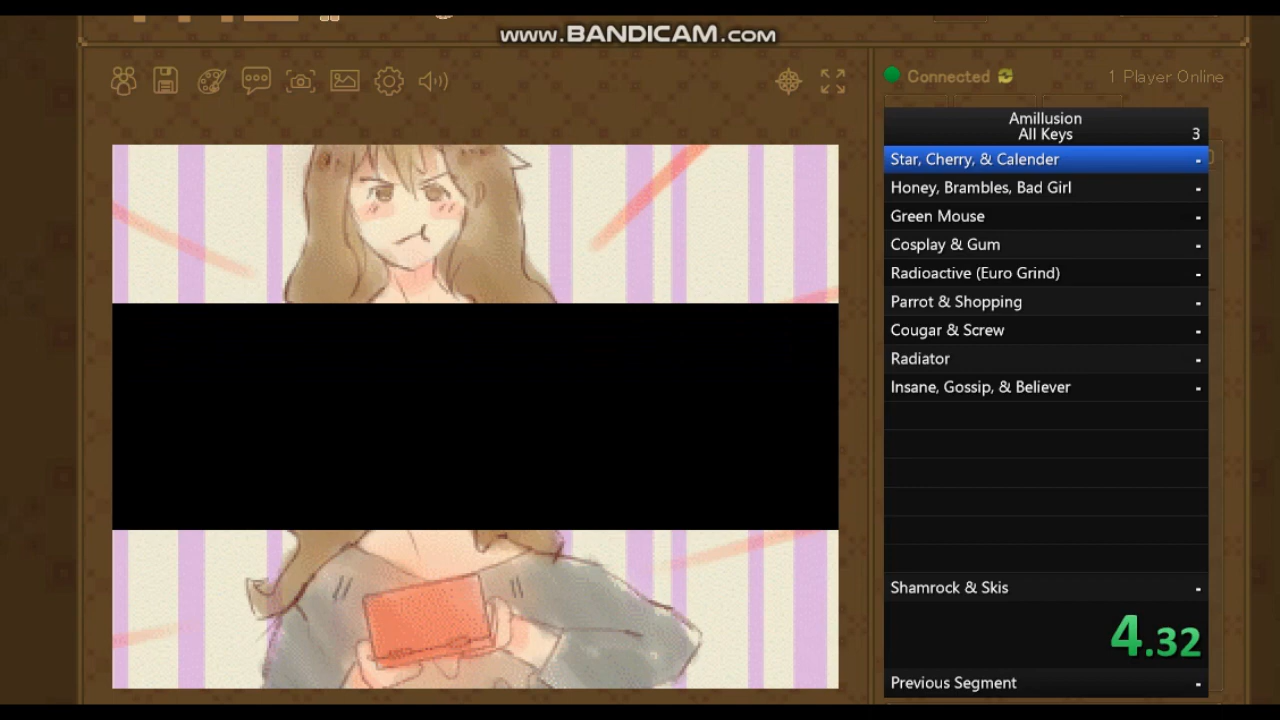 www.BANDICAM.com
Connected
1 Player Online
Amillusion
All Keys 3
Star, Cherry, & Calender -
Honey, Brambles, Bad Girl -
Green Mouse -
Cosplay & Gum -
Radioactive (Euro Grind) -
Parrot & Shopping -
Cougar & Screw -
Radiator -
Insane, Gossip, & Believer -
Shamrock & Skis -
4.32
Previous Segment -